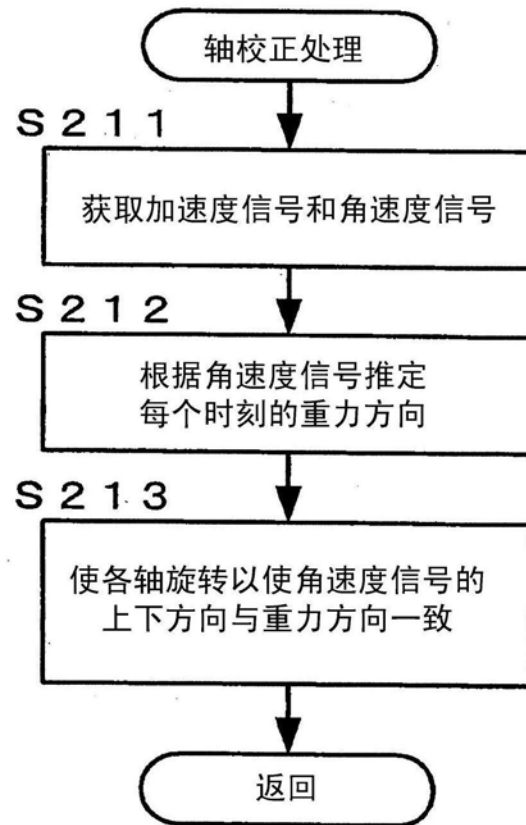 轴校正处理
S211
获取加速度信号和角速度信号
S212
根据角速度信号推定
每个时刻的重力方向
S213
使各轴旋转以使角速度信号的
上下方向与重力方向一致
返回